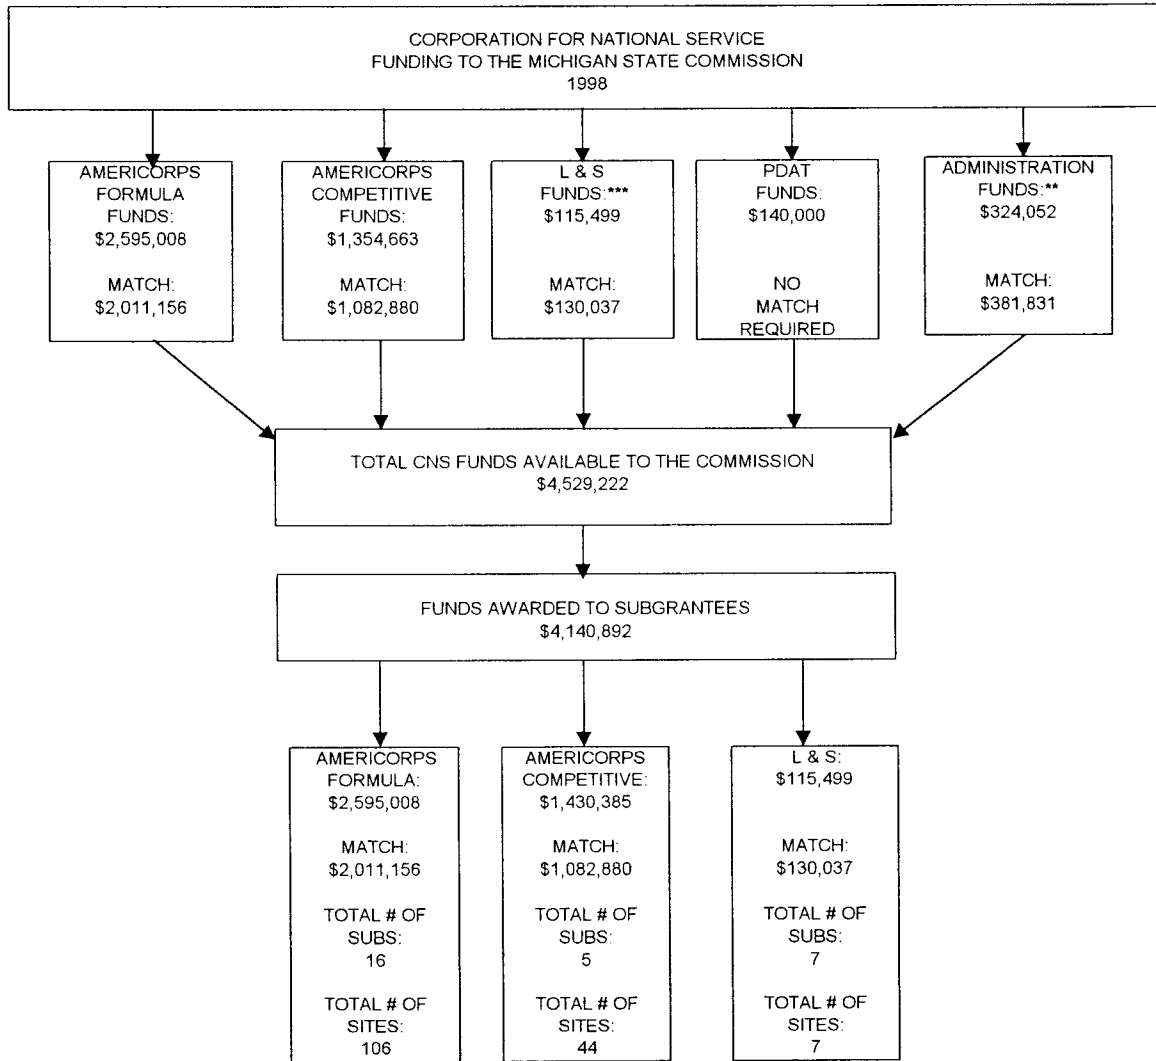 CORPORATION FOR NATIONAL SERVICE
FUNDING TO THE MICHIGAN STATE COMMISSION
1998
AMERICORPS
FORMULA
FUNDS:
$2,595,008
MATCH:
$2,011,156
AMERICORPS
COMPETITIVE
FUNDS:
$1,354,663
MATCH:
$1,082,880
L & S
FUNDS:***
$115,499
MATCH:
$130,037
PDAT
FUNDS:
$140,000
NO
MATCH
REQUIRED
ADMINISTRATION
FUNDS:**
$324,052
MATCH:
$381,831
TOTAL CNS FUNDS AVAILABLE TO THE COMMISSION
$4,529,222
FUNDS AWARDED TO SUBGRANTEES
$4,140,892
AMERICORPS
FORMULA:
$2,595,008
MATCH:
$2,011,156
TOTAL # OF
SUBS:
16
TOTAL # OF
SITES:
106
AMERICORPS
COMPETITIVE:
$1,430,385
MATCH:
$1,082,880
TOTAL # OF
SUBS:
5
TOTAL # OF
SITES:
44
L & S:
$115,499
MATCH:
$130,037
TOTAL # OF
SUBS:
7
TOTAL # OF
SITES:
7